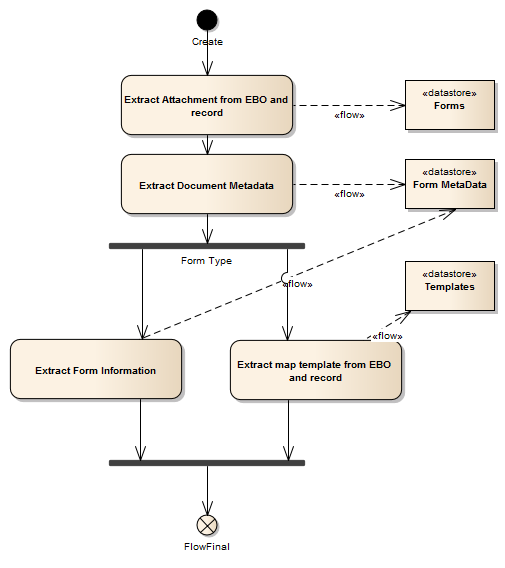 Create
Extract Attachment from EBO and
record
«flow»
«datastore»
Forms
Extract Document Metadata
«flow»
«datastore»
Form MetaData
Form Type
«flow»
«datastore»
Templates
«flow»
Extract Form Information
Extract map template from EBO
and record
FlowFinal